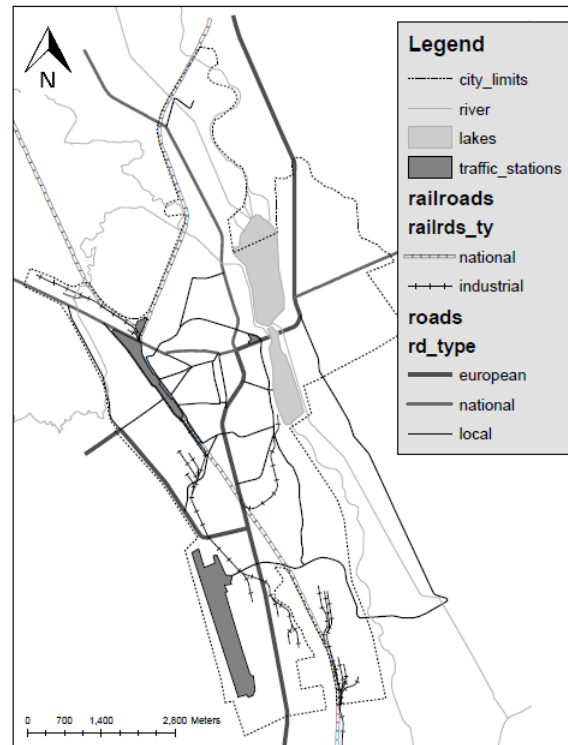 N
Legend
city_limits
river
lakes
traffic_stations
railroads
railrds_ty
national
industrial
roads
rd_type
european
national
local
0 700 1,400 2,800 Meters